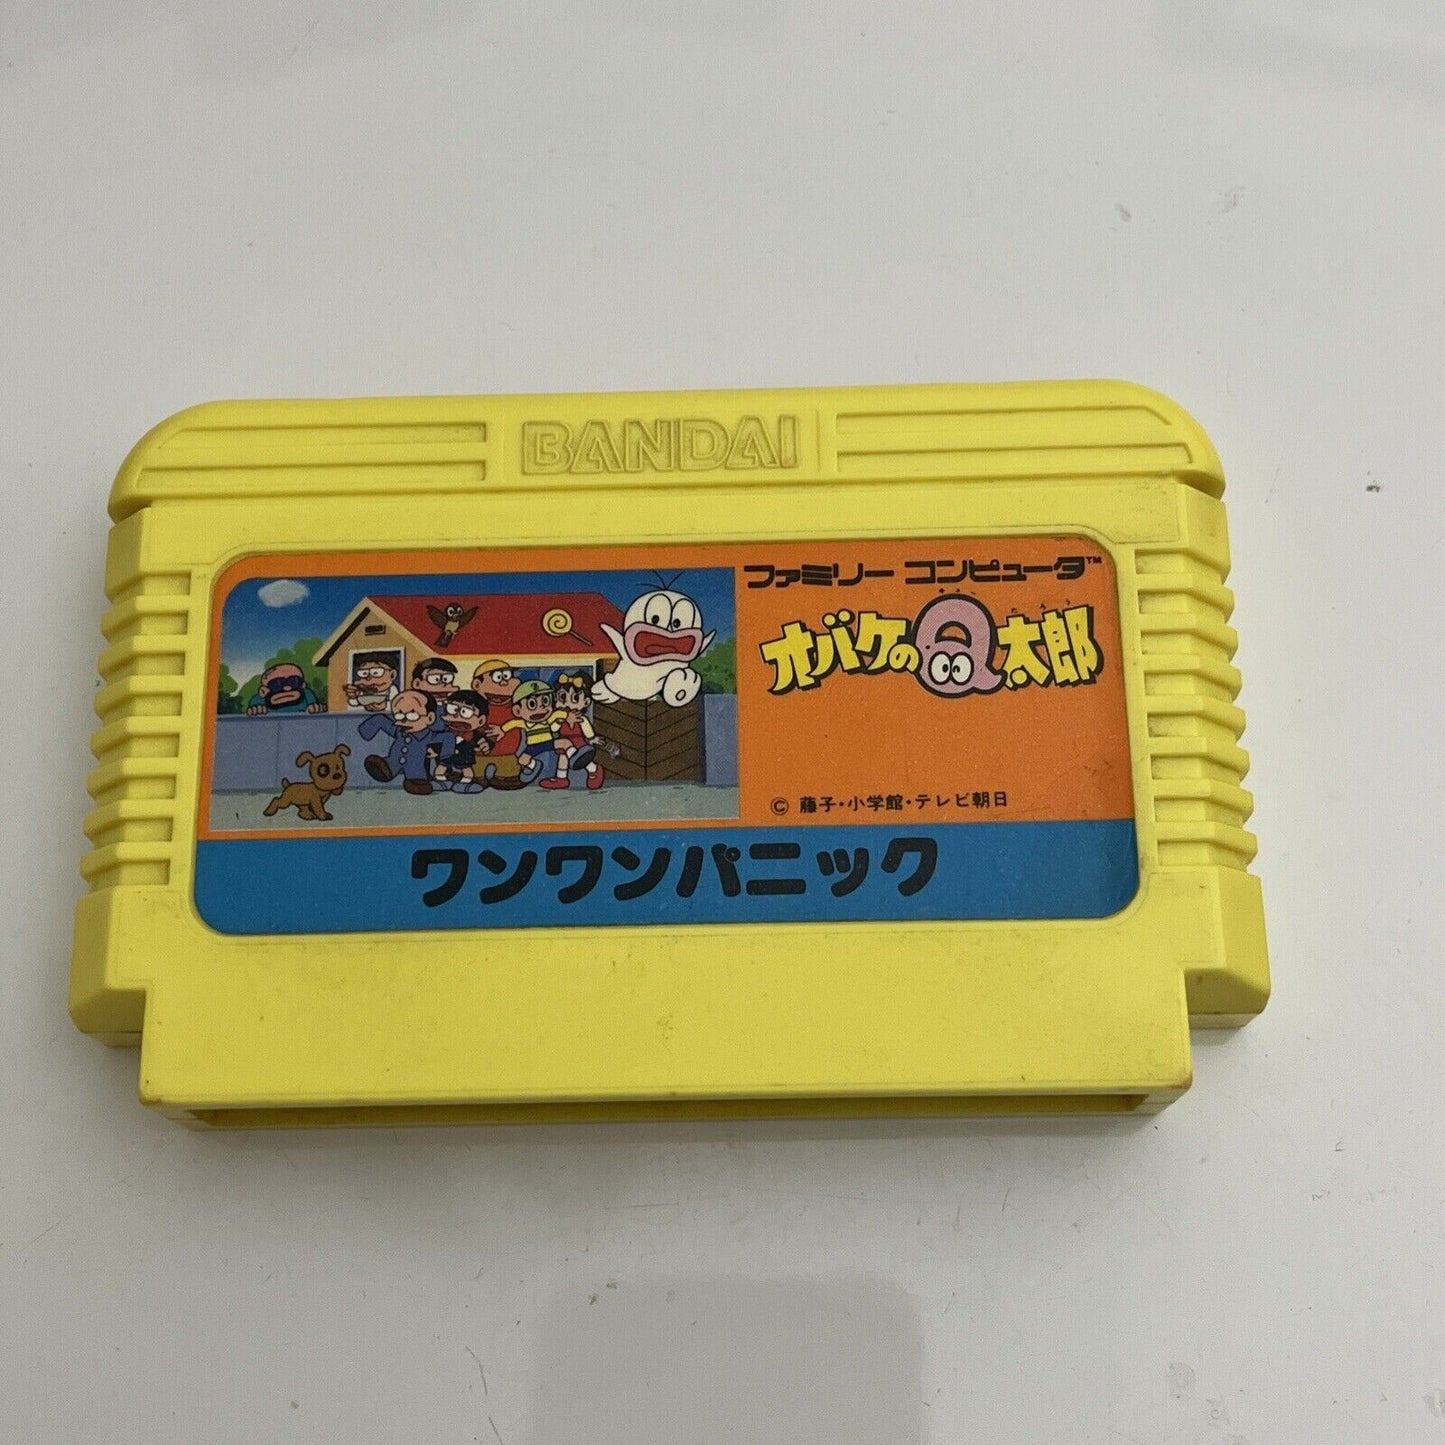 BANDAI
ファミリー コンピュータ™
オバケのQ太郎
© 藤子・小学館・テレビ朝日
ワンワンパニック